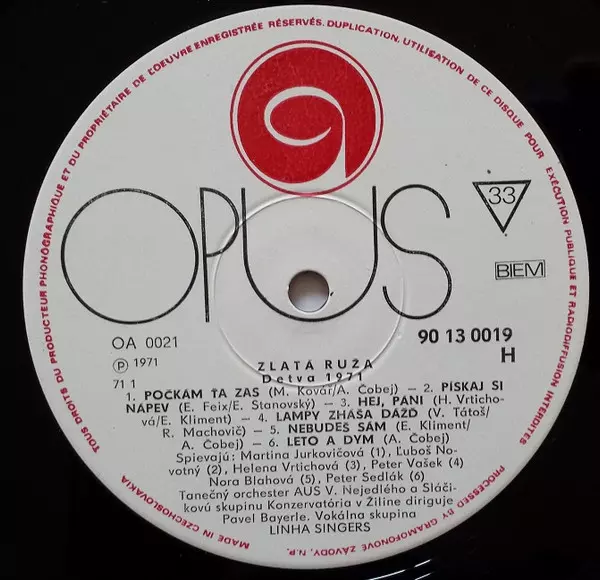 TOUS DROITS DU PRODUCTEUR PHONOGRAPHIQUE ET DU PROPRIÉTAIRE DE L'OEUVRE ENREGISTRÉE RÉSERVÉS. DUPLICATION, UTILISATION DE CE DISQUE POUR EXÉCUTION PUBLIQUE ET RADIODIFFUSION INTERDITES
OPUS
33
BIEM
OA 0021
90 13 0019
℗ 1971
H
71 1
ZLATÁ RUŽA
Detva 1971
1. POČKÁM ŤA ZAS (M. Kovář/A. Čobej) – 2. PÍSKAJ SI
NÁPEV (E. Feix/E. Stanovský) – 3. HEJ, PANI (H. Vrticho-
vá/E. Kliment) – 4. LAMPY ZHÁŠA DÁŽĎ (V. Tátoš/
R. Machovič) – 5. NEBUDEŠ SÁM (E. Kliment/
A. Čobej) – 6. LETO A DYM (A. Čobej)
Spievajú: Martina Jurkovičová (1), Ľuboš No-
votný (2), Helena Vrtichová (3), Peter Vašek (4)
Nora Blahová (5), Peter Sedlák (6)
Tanečný orchester AUS V. Nejedlého a Sláči-
kovú skupinu Konzervatória v Žiline diriguje
Pavel Bayerle. Vokálna skupina
LINHA SINGERS
MADE IN CZECHOSLOVAKIA
PROCESSED BY GRAMOFONOVÉ ZÁVODY, N.P.